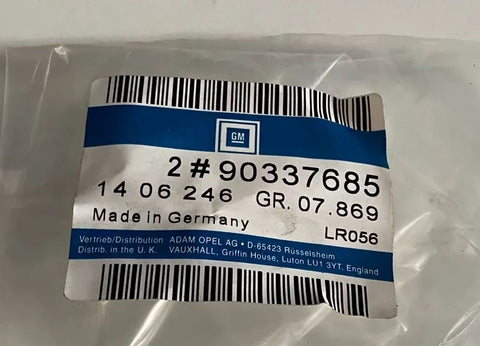 GM
2#90337685
14 06 246 GR. 07.869
Made in Germany LR056
Vertrieb/Distribution ADAM OPEL AG • D-65423 Rüsselsheim
Distrib. in the U. K. VAUXHALL, Griffin House, Luton LU1 3YT. England